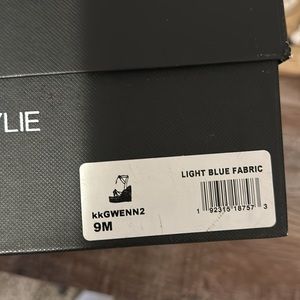 YLIE
LIGHT BLUE FABRIC
kkGWENN2
9M
1 92315 18757 3